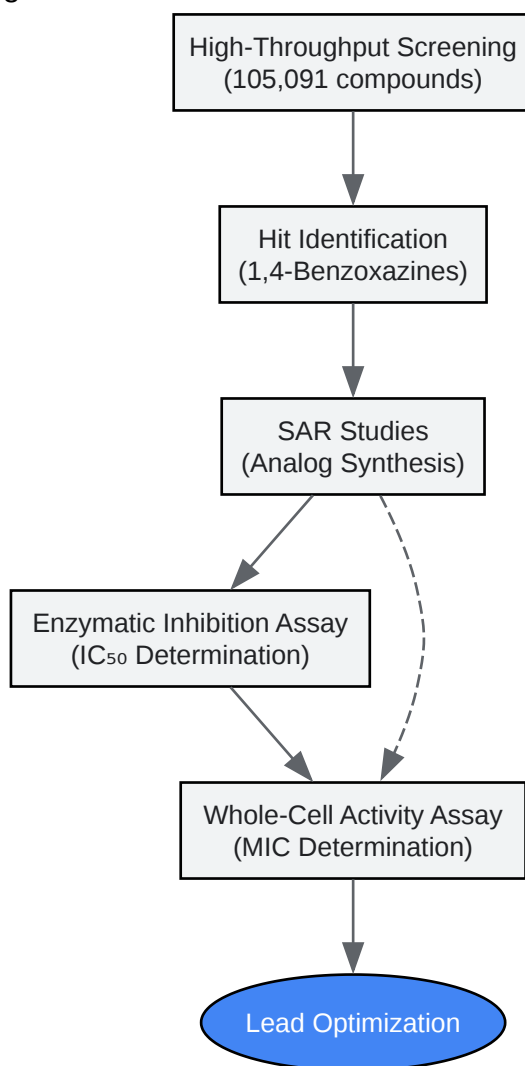 High-Throughput Screening
(105,091 compounds)
Hit Identification
(1,4-Benzoxazines)
SAR Studies
(Analog Synthesis)
Enzymatic Inhibition Assay
(IC₅₀ Determination)
Whole-Cell Activity Assay
(MIC Determination)
Lead Optimization